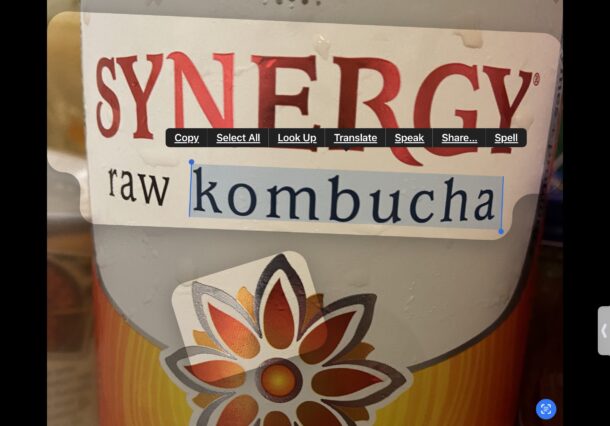 SYNERGY®
Copy Select All Look Up Translate Speak Share... Spell
raw kombucha